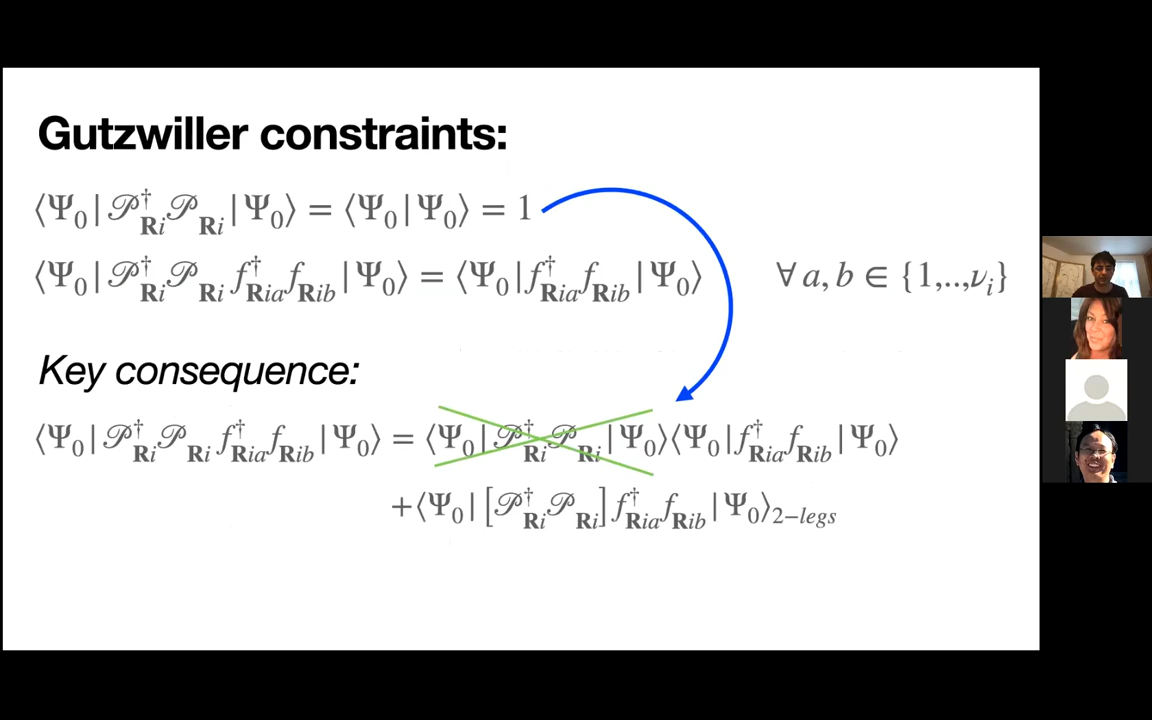 Gutzwiller constraints:
⟨Ψ₀|𝒫†_Ri 𝒫_Ri|Ψ₀⟩ = ⟨Ψ₀|Ψ₀⟩ = 1
⟨Ψ₀|𝒫†_Ri 𝒫_Ri f†_Ria f_Rib|Ψ₀⟩ = ⟨Ψ₀|f†_Ria f_Rib|Ψ₀⟩ ∀ a, b ∈ {1,..,ν_i}
Key consequence:
⟨Ψ₀|𝒫†_Ri 𝒫_Ri f†_Ria f_Rib|Ψ₀⟩ = ⟨Ψ₀|𝒫†_Ri 𝒫_Ri|Ψ₀⟩⟨Ψ₀|f†_Ria f_Rib|Ψ₀⟩
+⟨Ψ₀|[𝒫†_Ri 𝒫_Ri] f†_Ria f_Rib|Ψ₀⟩_2−legs